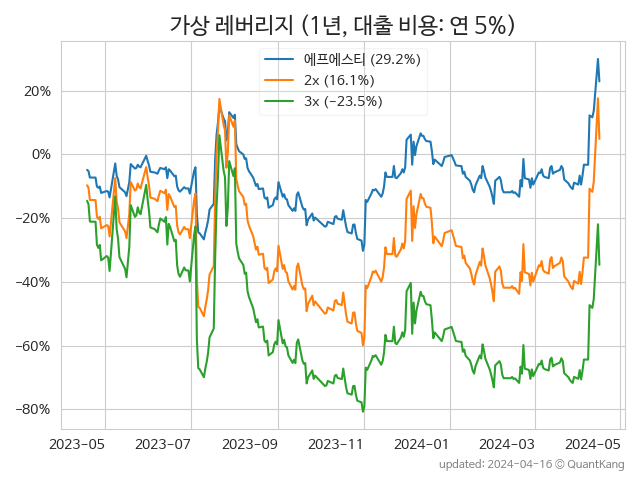 가상 레버리지 (1년, 대출 비용: 연 5%)
에프에스티 (29.2%)
2x (16.1%)
3x (−23.5%)
20%
0%
−20%
−40%
−60%
−80%
2023-05 2023-07 2023-09 2023-11 2024-01 2024-03 2024-05
updated: 2024-04-16 © QuantKang